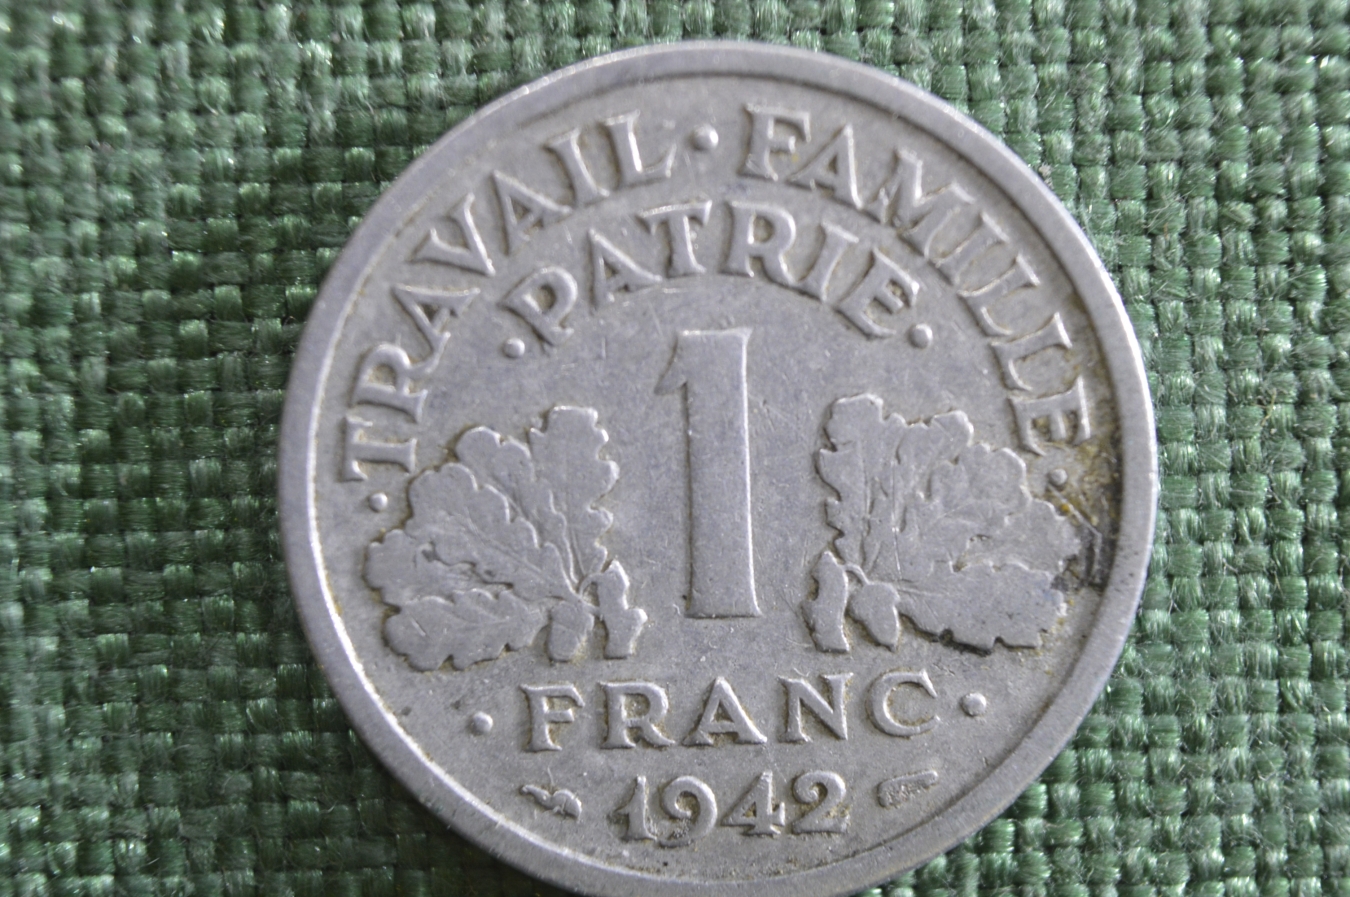 ·TRAVAIL·FAMILLE·
·PATRIE·
1
·FRANC·
1942